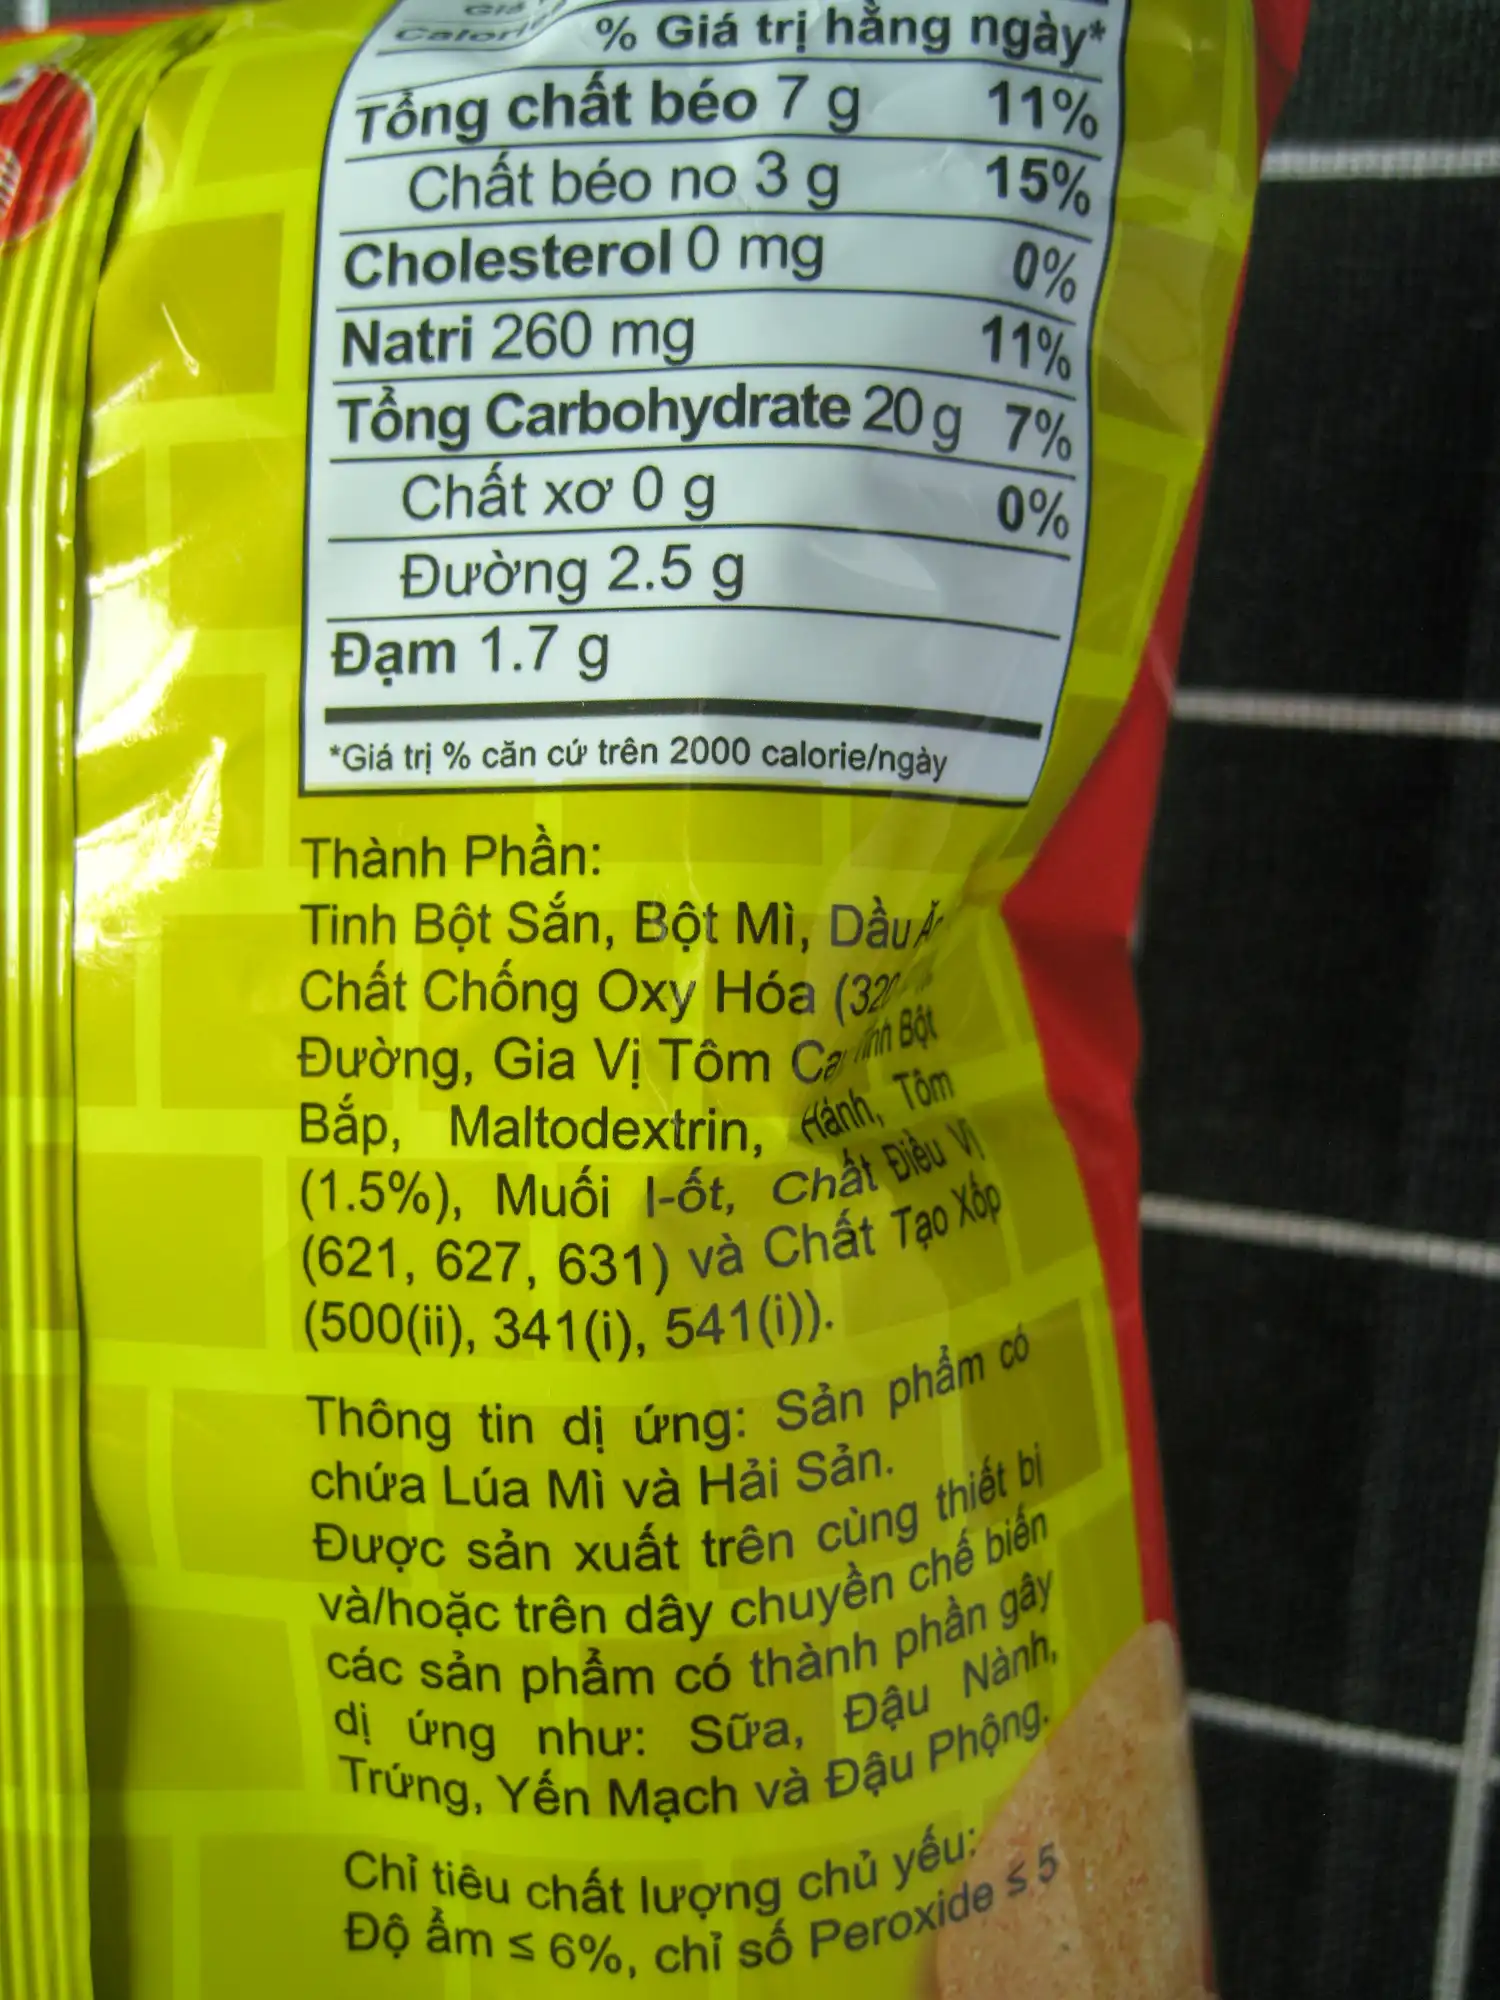 % Giá trị hằng ngày*
Tổng chất béo 7 g 11%
Chất béo no 3 g 15%
Cholesterol 0 mg 0%
Natri 260 mg 11%
Tổng Carbohydrate 20 g 7%
Chất xơ 0 g 0%
Đường 2.5 g
Đạm 1.7 g
*Giá trị % căn cứ trên 2000 calorie/ngày
Thành Phần:
Tinh Bột Sắn, Bột Mì, Dầu
Chất Chống Oxy Hóa
Đường, Gia Vị Tôm Bột
Bắp, Maltodextrin, Hành, Tôm
(1.5%), Muối I-ốt, Chất Điều Vị
(621, 627, 631) và Chất Tạo Xốp
(500(ii), 341(i), 541(i)).
Thông tin dị ứng: Sản phẩm có
chứa Lúa Mì và Hải Sản.
Được sản xuất trên cùng thiết bị
và/hoặc trên dây chuyền chế biến
các sản phẩm có thành phần gây
dị ứng như: Sữa, Đậu Nành,
Trứng, Yến Mạch và Đậu Phộng.
Chỉ tiêu chất lượng chủ yếu:
Độ ẩm ≤ 6%, chỉ số Peroxide ≤ 5